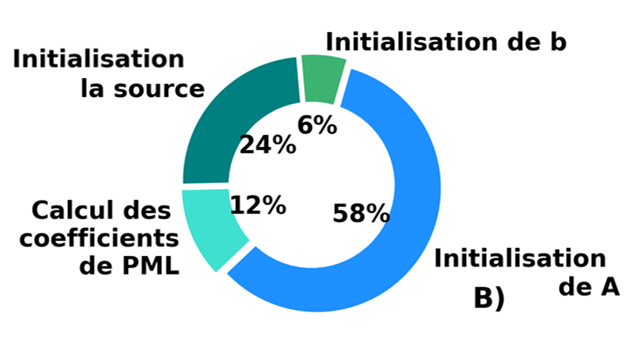 Initialisation de b
Initialisation
la source
6%
24%
12%
58%
Calcul des
coefficients
de PML
Initialisation
de A
B)